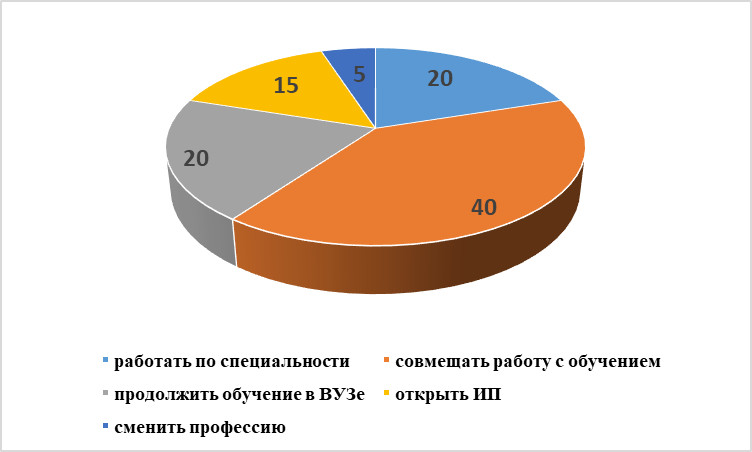 5
20
15
20
40
работать по специальности
совмещать работу с обучением
продолжить обучение в ВУЗе
открыть ИП
сменить профессию